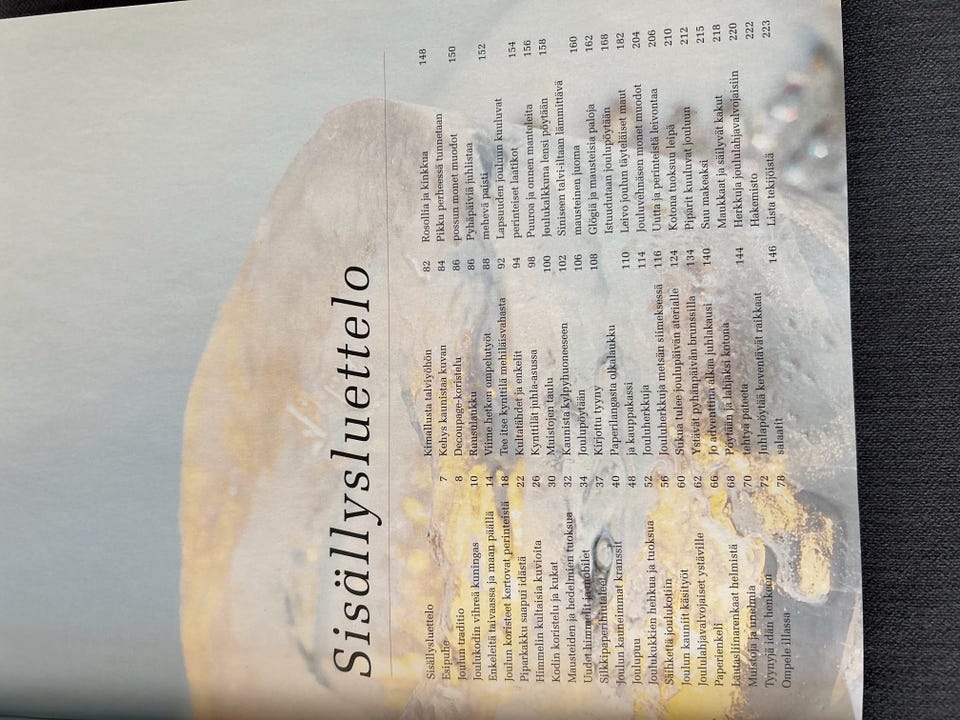 Sisällysluettelo
Sisällysluettelo
Esipuhe 7
Joulun traditio 8
Joulukodin vihreä kuningas 10
Enkeleitä taivaassa ja maan päällä 14
Joulun koristeet kertovat perinteistä 18
Piparkakku saapui idästä 22
Himmelin kultaisia kuvioita 26
Kodin koristelu ja kukat 30
Mausteiden ja hedelmien tuoksua 32
Uudet himmelit ja mobilet 34
Silkkipaperihiutaleet 37
Joulun kauneimmat kranssit 40
Joulupuu 48
Joulukukkien hehkua ja tuoksua 52
Säihkettä joulukotiin 56
Joulun kauniit käsityöt 60
Joululahjavalvojaiset ystäville 62
Paperienkeli 66
Lautasliinarenkaat helmistä 68
Muistoja ja unelmia 70
Tyynyjä idän henkeen 72
Ompele illassa 78
Kimallusta talviyöhön 82
Kehys kaunistaa kuvan 84
Decoupage-koristelu 86
Ruusutaukku 86
Viime hetken ompelutyöt 88
Tee itse kynttilä mehiläisvahasta 92
Kultatähdet ja enkelit 94
Kynttilät juhla-asussa 98
Muistojen taulu 100
Kaunista kylpyhuoneeseen 102
Joulupöytään 106
Kirjottu tyyny 108
Paperilangasta olkalaukku
ja kauppakassi 110
Jouluherkkuja 114
Jouluherkkuja metsän siimeksessä 116
Sukua tulee joulupäivän aterialle 124
Ystävät pyhänpäivän brunssilla 134
Jo adventtina alkaa juhlakausi 140
Pöytään ja lahjaksi kotona
tehtyä pateeta 144
Juhlapöytää keventävät raikkaat
salaatit 146
Rosollia ja kinkkua 148
Pikku perheessä tunnetaan
possun monet muodot 150
Pyhäpäiviä juhlistaa
mehevä paisti 152
Lapsuuden jouluun kuuluvat
perinteiset laatikot 154
Puuroa ja onnen manteleita 156
Joulukalkkuna lensi pöytään 158
Siniseen talvi-iltaan lämmittävä
mausteinen juoma 160
Glögiä ja mausteisia paloja 162
Istuudutaan joulupöytään 168
Leivo joulun täyteläiset maut 182
Jouluvehnäsen monet muodot 204
Uutta ja perinteistä leivontaa 206
Kotona tuoksuu leipä 210
Piparit kuuluvat jouluun 212
Suu makeaksi 215
Maukkaat ja säilyvät kakut 218
Herkkuja joululahjavalvojaisiin 220
Hakemisto 222
Lista tekijöistä 223